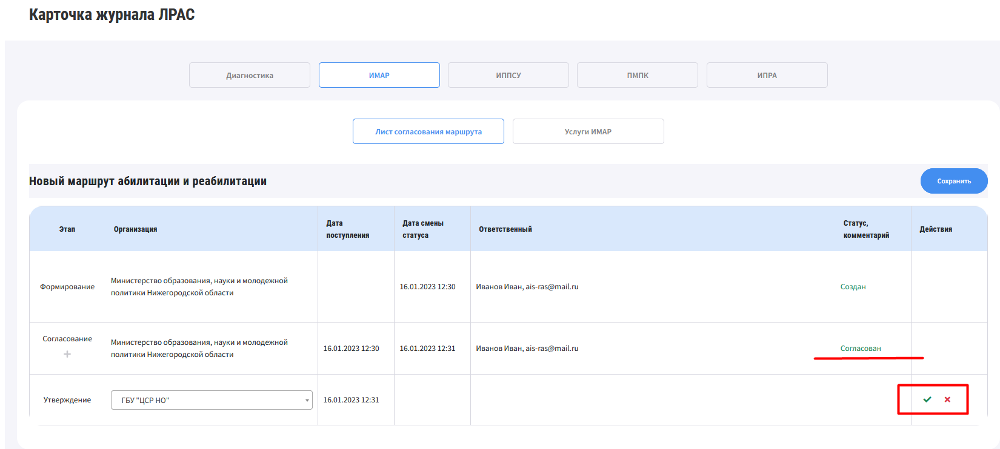 Карточка журнала ЛРАС
Диагностика
ИМАР
ИППСУ
ПМПК
ИПРА
Лист согласования маршрута
Услуги ИМАР
Новый маршрут абилитации и реабилитации
Сохранить
Этап
Организация
Дата
поступления
Дата смены
статуса
Ответственный
Статус,
комментарий
Действия
Формирование
Министерство образования, науки и молодежной
политики Нижегородской области
16.01.2023 12:30
Иванов Иван, ais-ras@mail.ru
Создан
Согласование
Министерство образования, науки и молодежной
политики Нижегородской области
16.01.2023 12:30
16.01.2023 12:31
Иванов Иван, ais-ras@mail.ru
Согласован
Утверждение
ГБУ "ЦСР НО"
16.01.2023 12:31